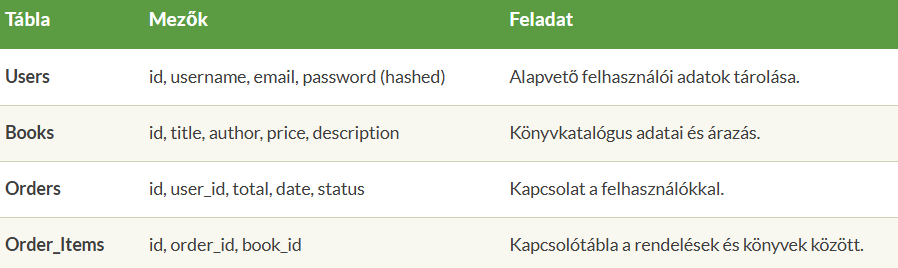 Tábla Mezők Feladat
Users id, username, email, password (hashed) Alapvető felhasználói adatok tárolása.
Books id, title, author, price, description Könyvkatalógus adatai és árazás.
Orders id, user_id, total, date, status Kapcsolat a felhasználókkal.
Order_Items id, order_id, book_id Kapcsolótábla a rendelések és könyvek között.